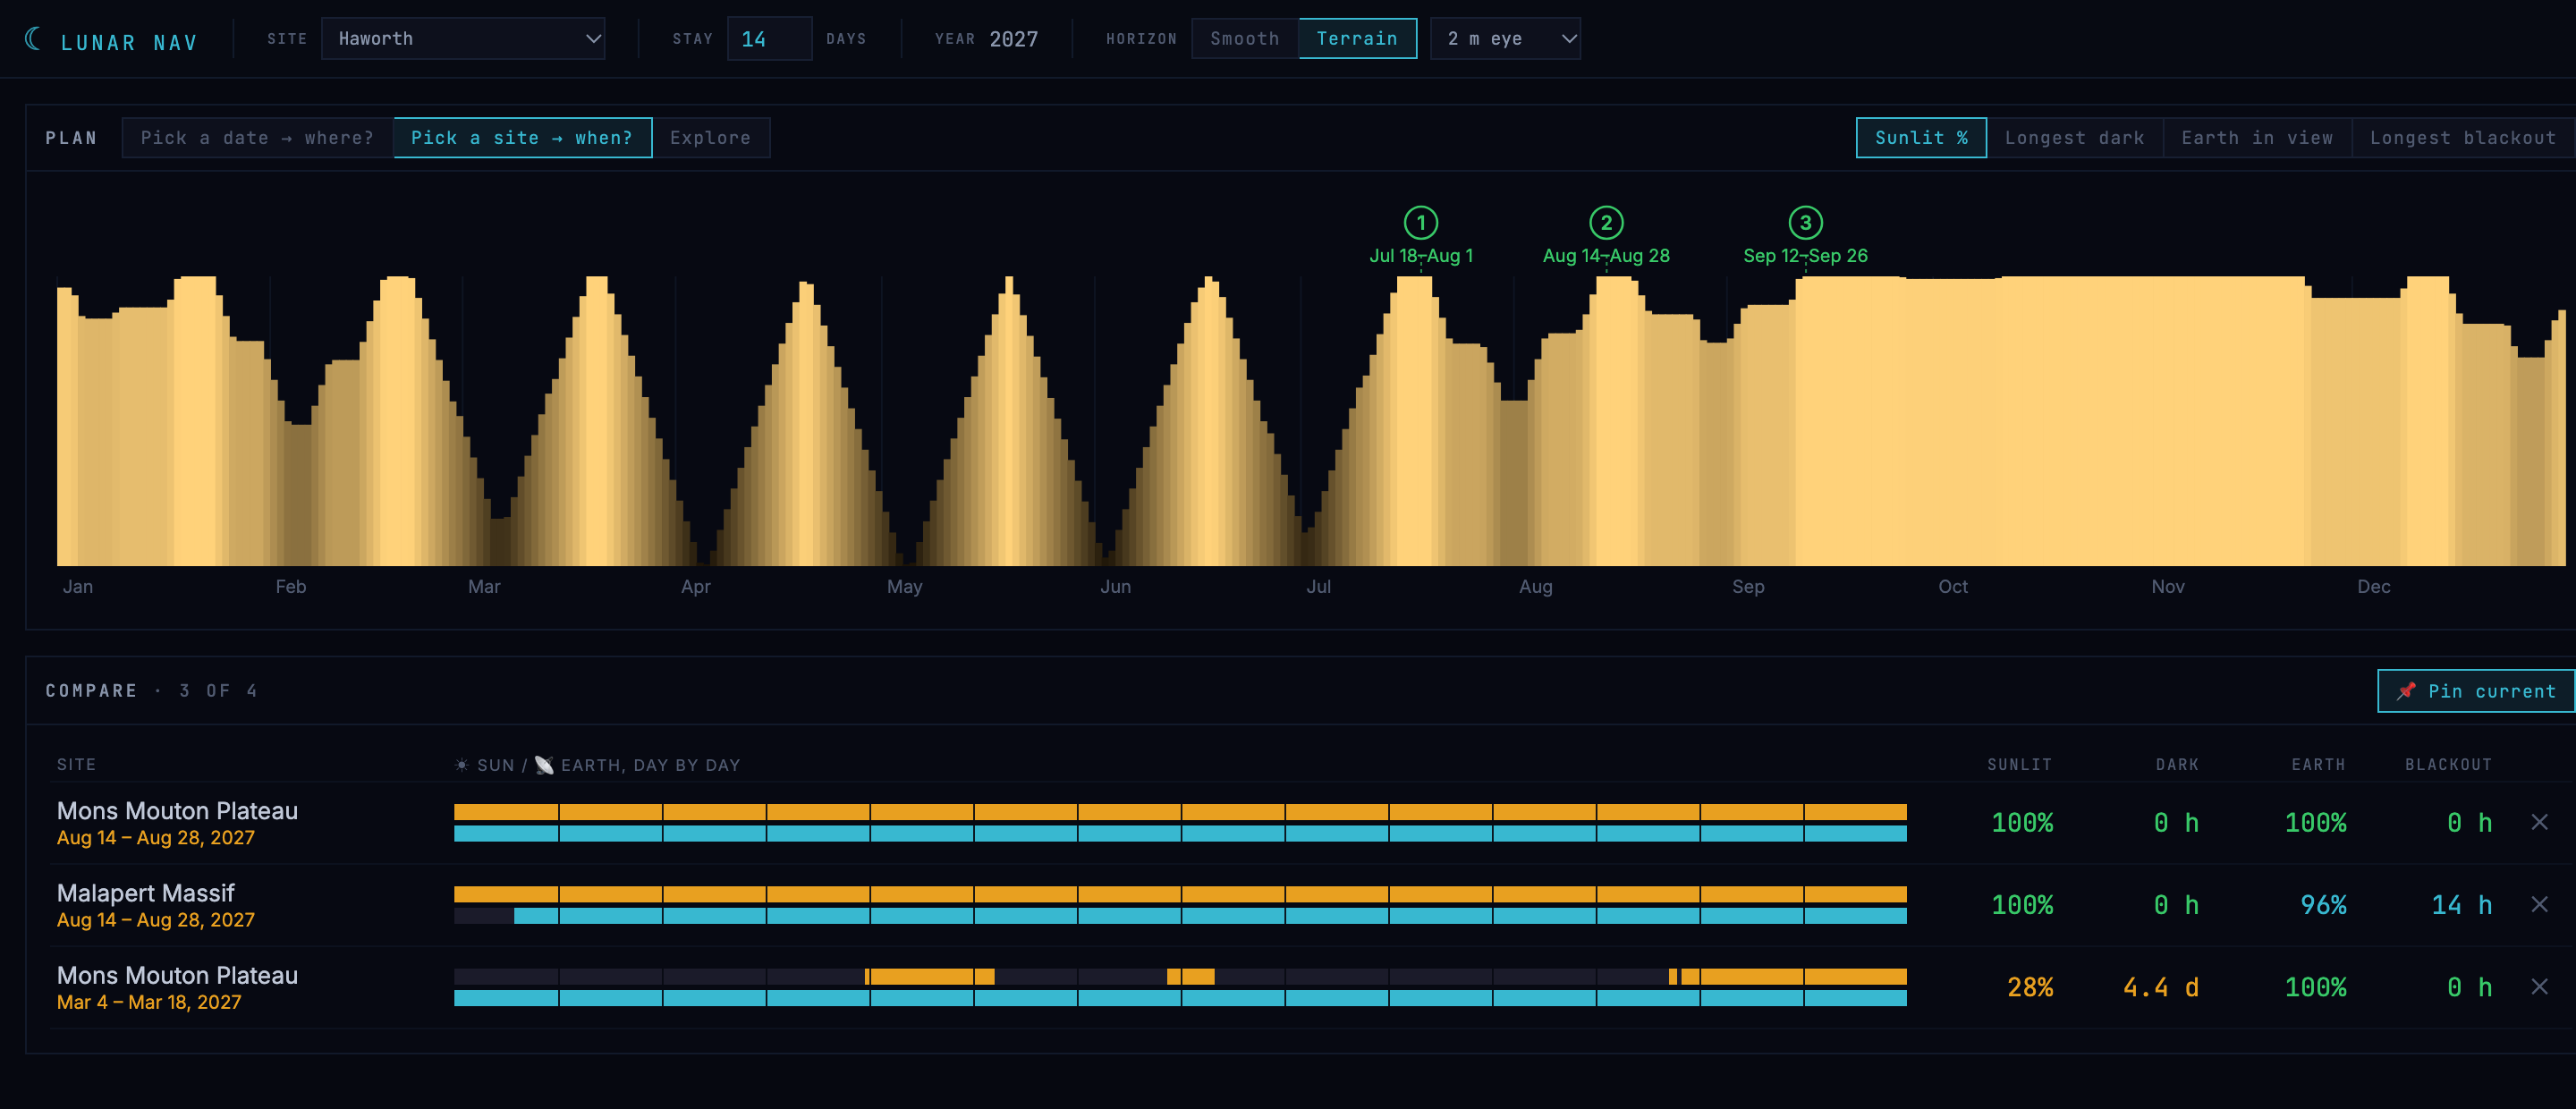 ☾ LUNAR NAV SITE Haworth STAY 14 DAYS YEAR 2027 HORIZON Smooth Terrain 2 m eye
PLAN Pick a date → where? Pick a site → when? Explore Sunlit % Longest dark Earth in view Longest blackout
1 2 3
Jul 18–Aug 1 Aug 14–Aug 28 Sep 12–Sep 26
Jan Feb Mar Apr May Jun Jul Aug Sep Oct Nov Dec
COMPARE · 3 OF 4 📌 Pin current
SITE ☀ SUN / 📡 EARTH, DAY BY DAY SUNLIT DARK EARTH BLACKOUT
Mons Mouton Plateau 100% 0 h 100% 0 h ×
Aug 14 – Aug 28, 2027
Malapert Massif 100% 0 h 96% 14 h ×
Aug 14 – Aug 28, 2027
Mons Mouton Plateau 28% 4.4 d 100% 0 h ×
Mar 4 – Mar 18, 2027